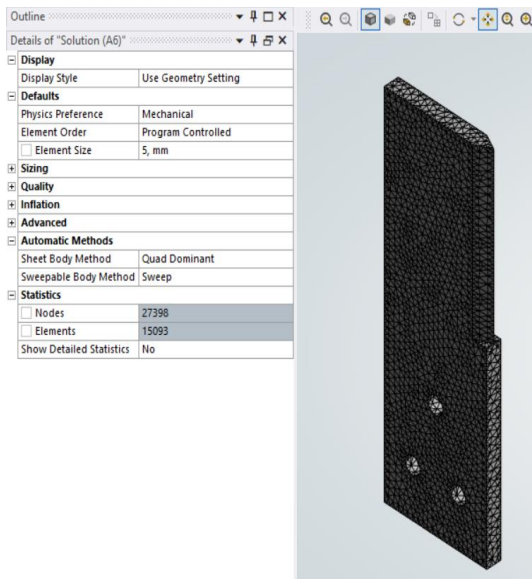 Outline
Details of "Solution (A6)"
Display
Display Style Use Geometry Setting
Defaults
Physics Preference Mechanical
Element Order Program Controlled
Element Size 5, mm
Sizing
Quality
Inflation
Advanced
Automatic Methods
Sheet Body Method Quad Dominant
Sweepable Body Method Sweep
Statistics
Nodes 27398
Elements 15093
Show Detailed Statistics No